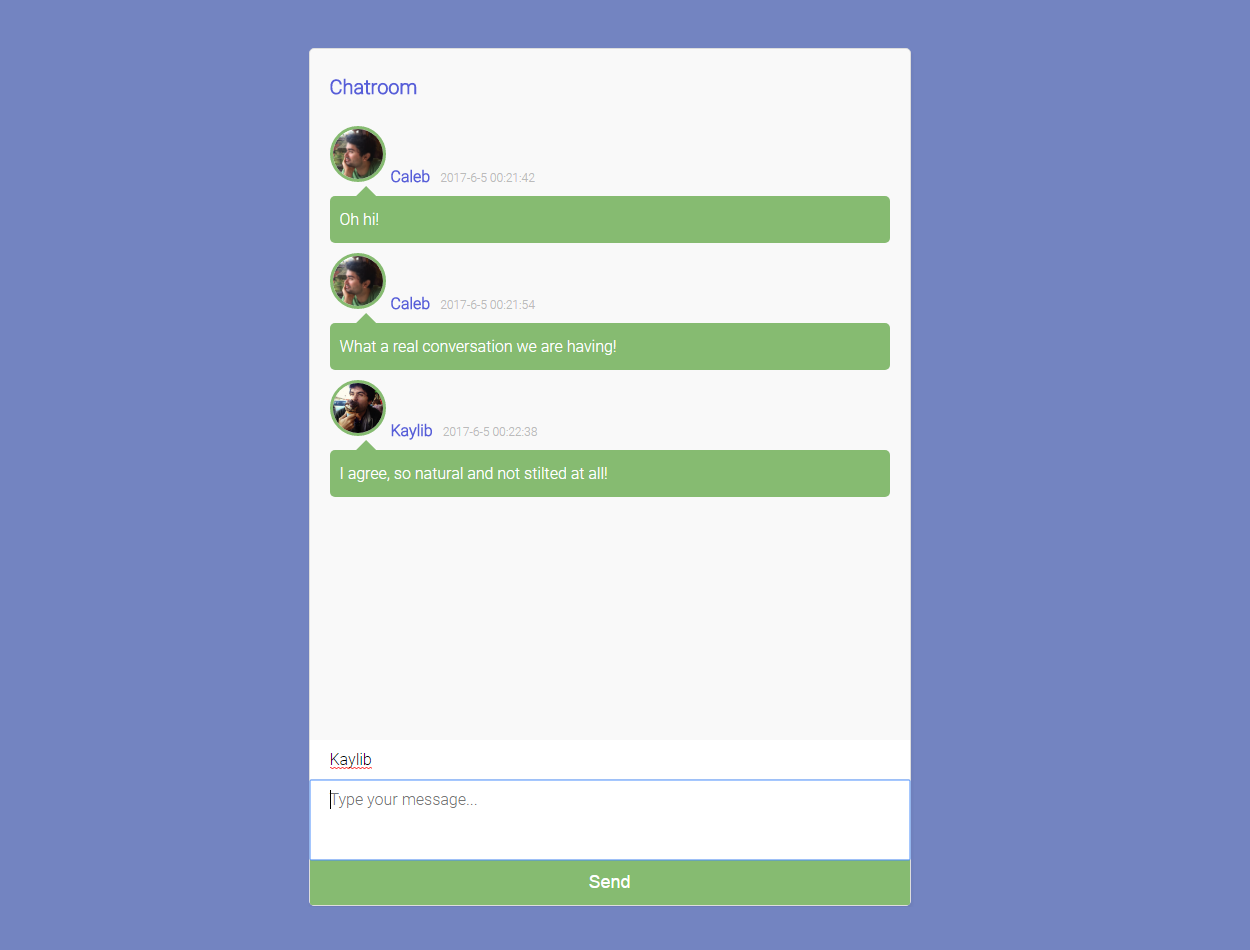 Chatroom
Caleb 2017-6-5 00:21:42
Oh hi!
Caleb 2017-6-5 00:21:54
What a real conversation we are having!
Kaylib 2017-6-5 00:22:38
I agree, so natural and not stilted at all!
Kaylib
Type your message...
Send